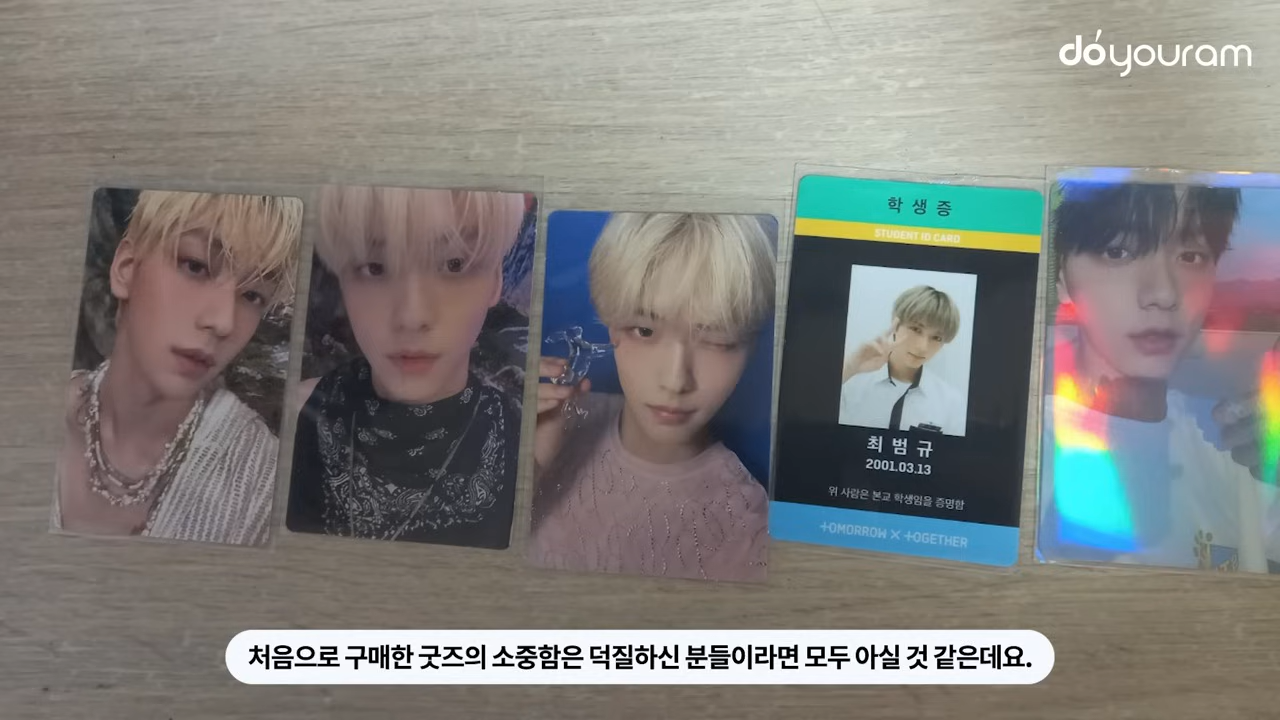 dóyouram
학생증
STUDENT ID CARD
최범규
2001.03.13
위 사람은 본교 학생임을 증명함
TOMORROW X TOGETHER
처음으로 구매한 굿즈의 소중함은 덕질하신 분들이라면 모두 아실 것 같은데요.